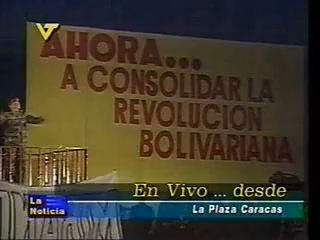 AHORA...
A CONSOLIDAR LA
REVOLUCION
BOLIVARIANA
En Vivo ... desde
La Noticia
La Plaza Caracas